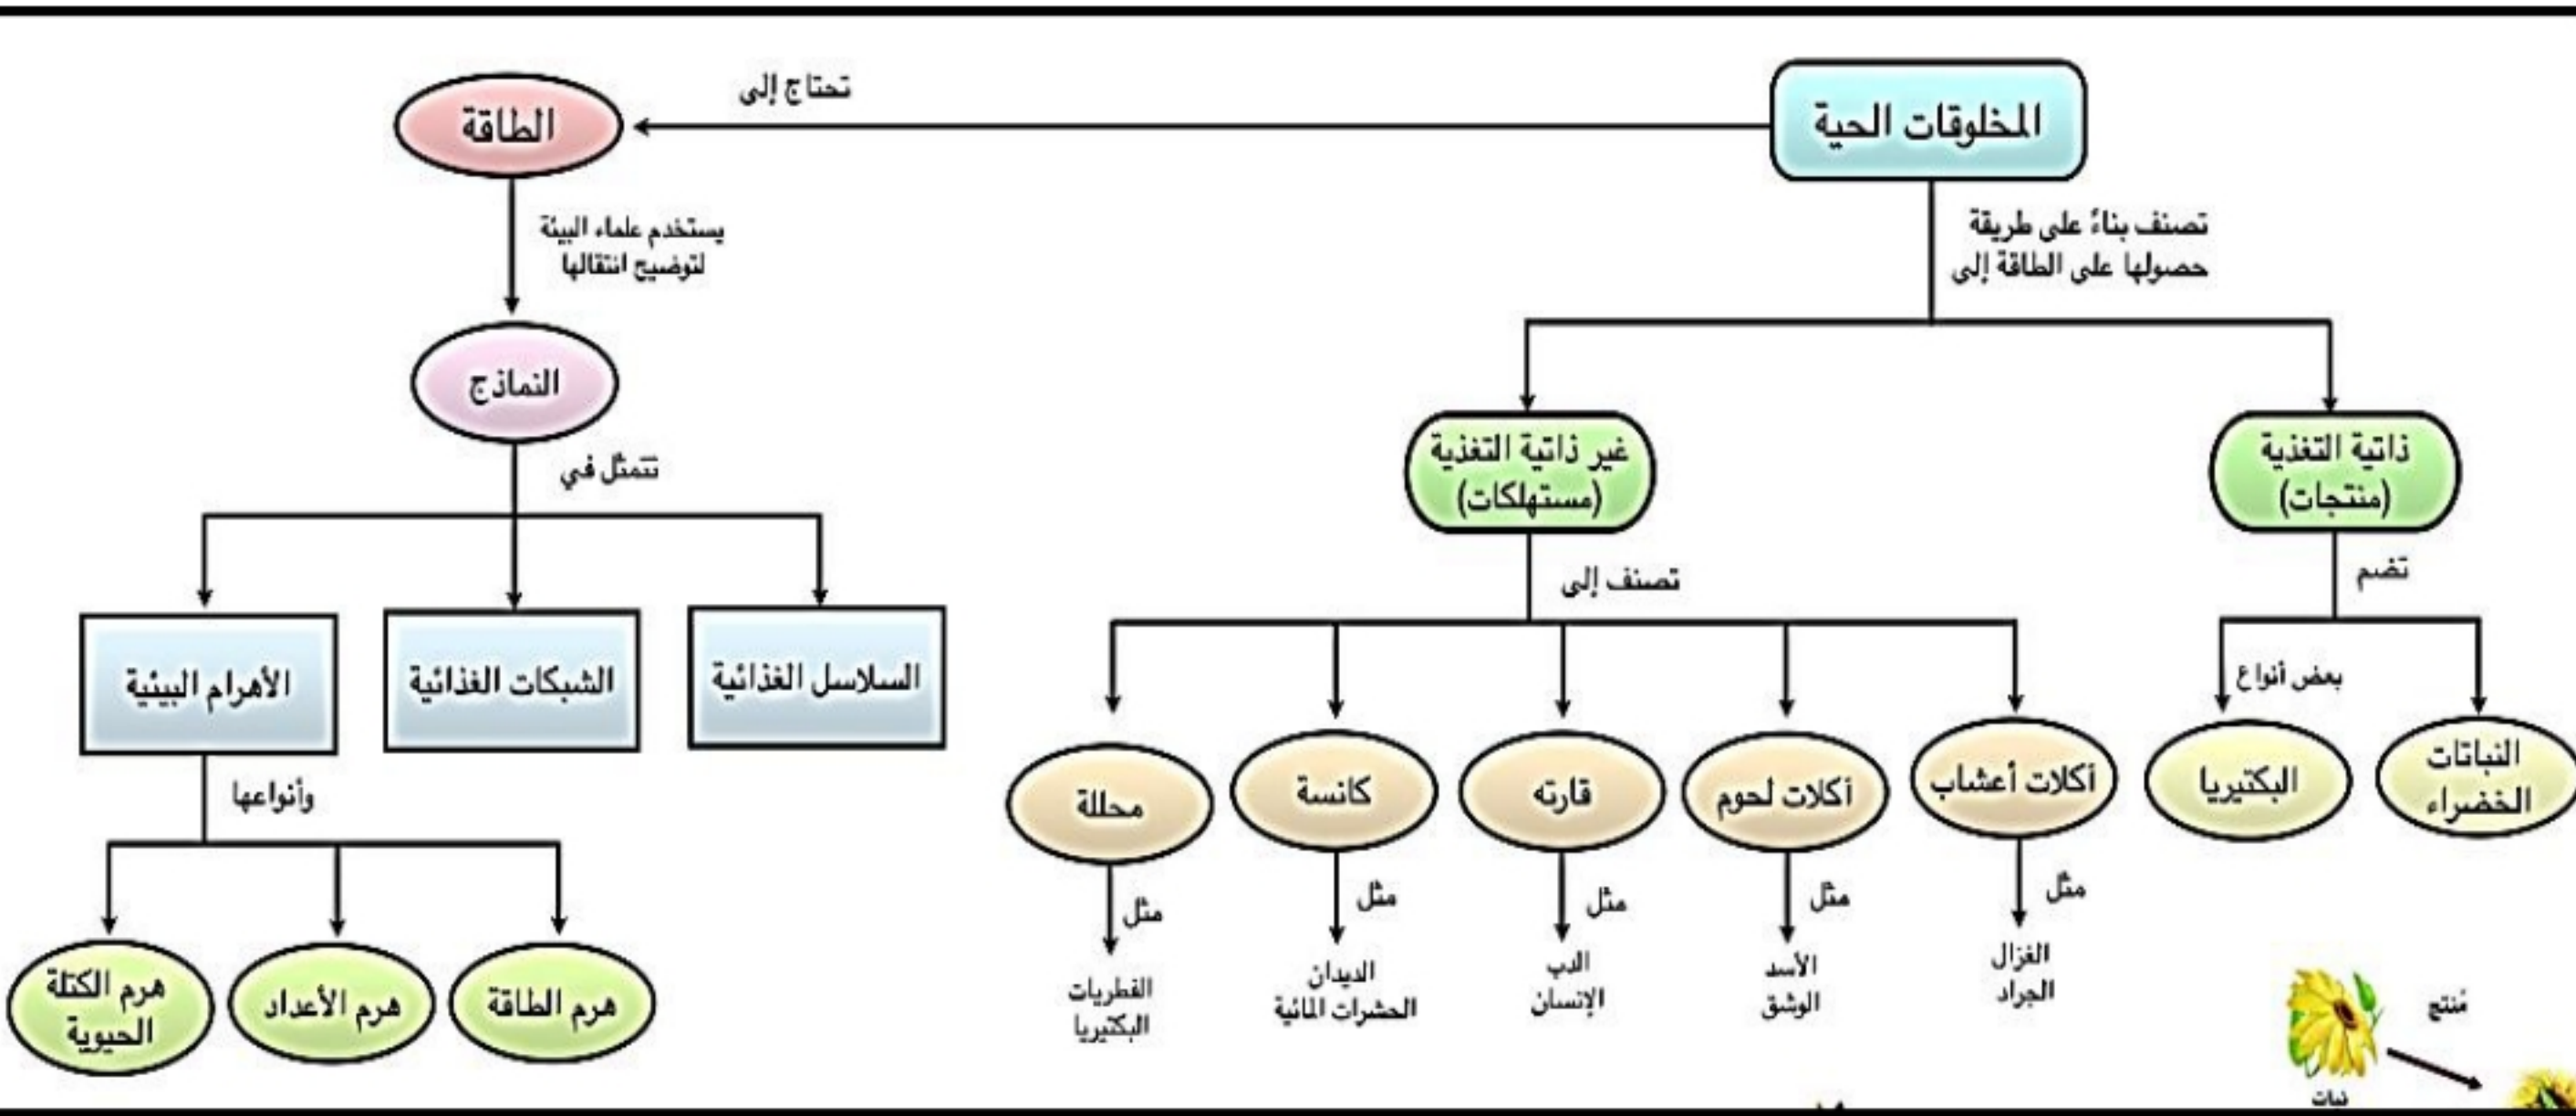 المخلوقات الحية
تحتاج إلى
الطاقة
تصنف بناءً على طريقة
حصولها على الطاقة إلى
ذاتية التغذية
(منتجات)
تضم
النباتات
الخضراء
بعض أنواع
البكتيريا
غير ذاتية التغذية
(مستهلكات)
تصنف إلى
أكلات أعشاب
مثل
الغزال
الجراد
أكلات لحوم
مثل
الأسد
الوشق
قارته
مثل
الدب
الإنسان
كانسة
مثل
الديدان
الحشرات المائية
محللة
مثل
الفطريات
البكتيريا
يستخدم علماء البيئة
لتوضيح انتقالها
النماذج
تتمثل في
السلاسل الغذائية
الشبكات الغذائية
الأهرام البيئية
وأنواعها
هرم الطاقة
هرم الأعداد
هرم الكتلة
الحيوية
مُنتج
نبات